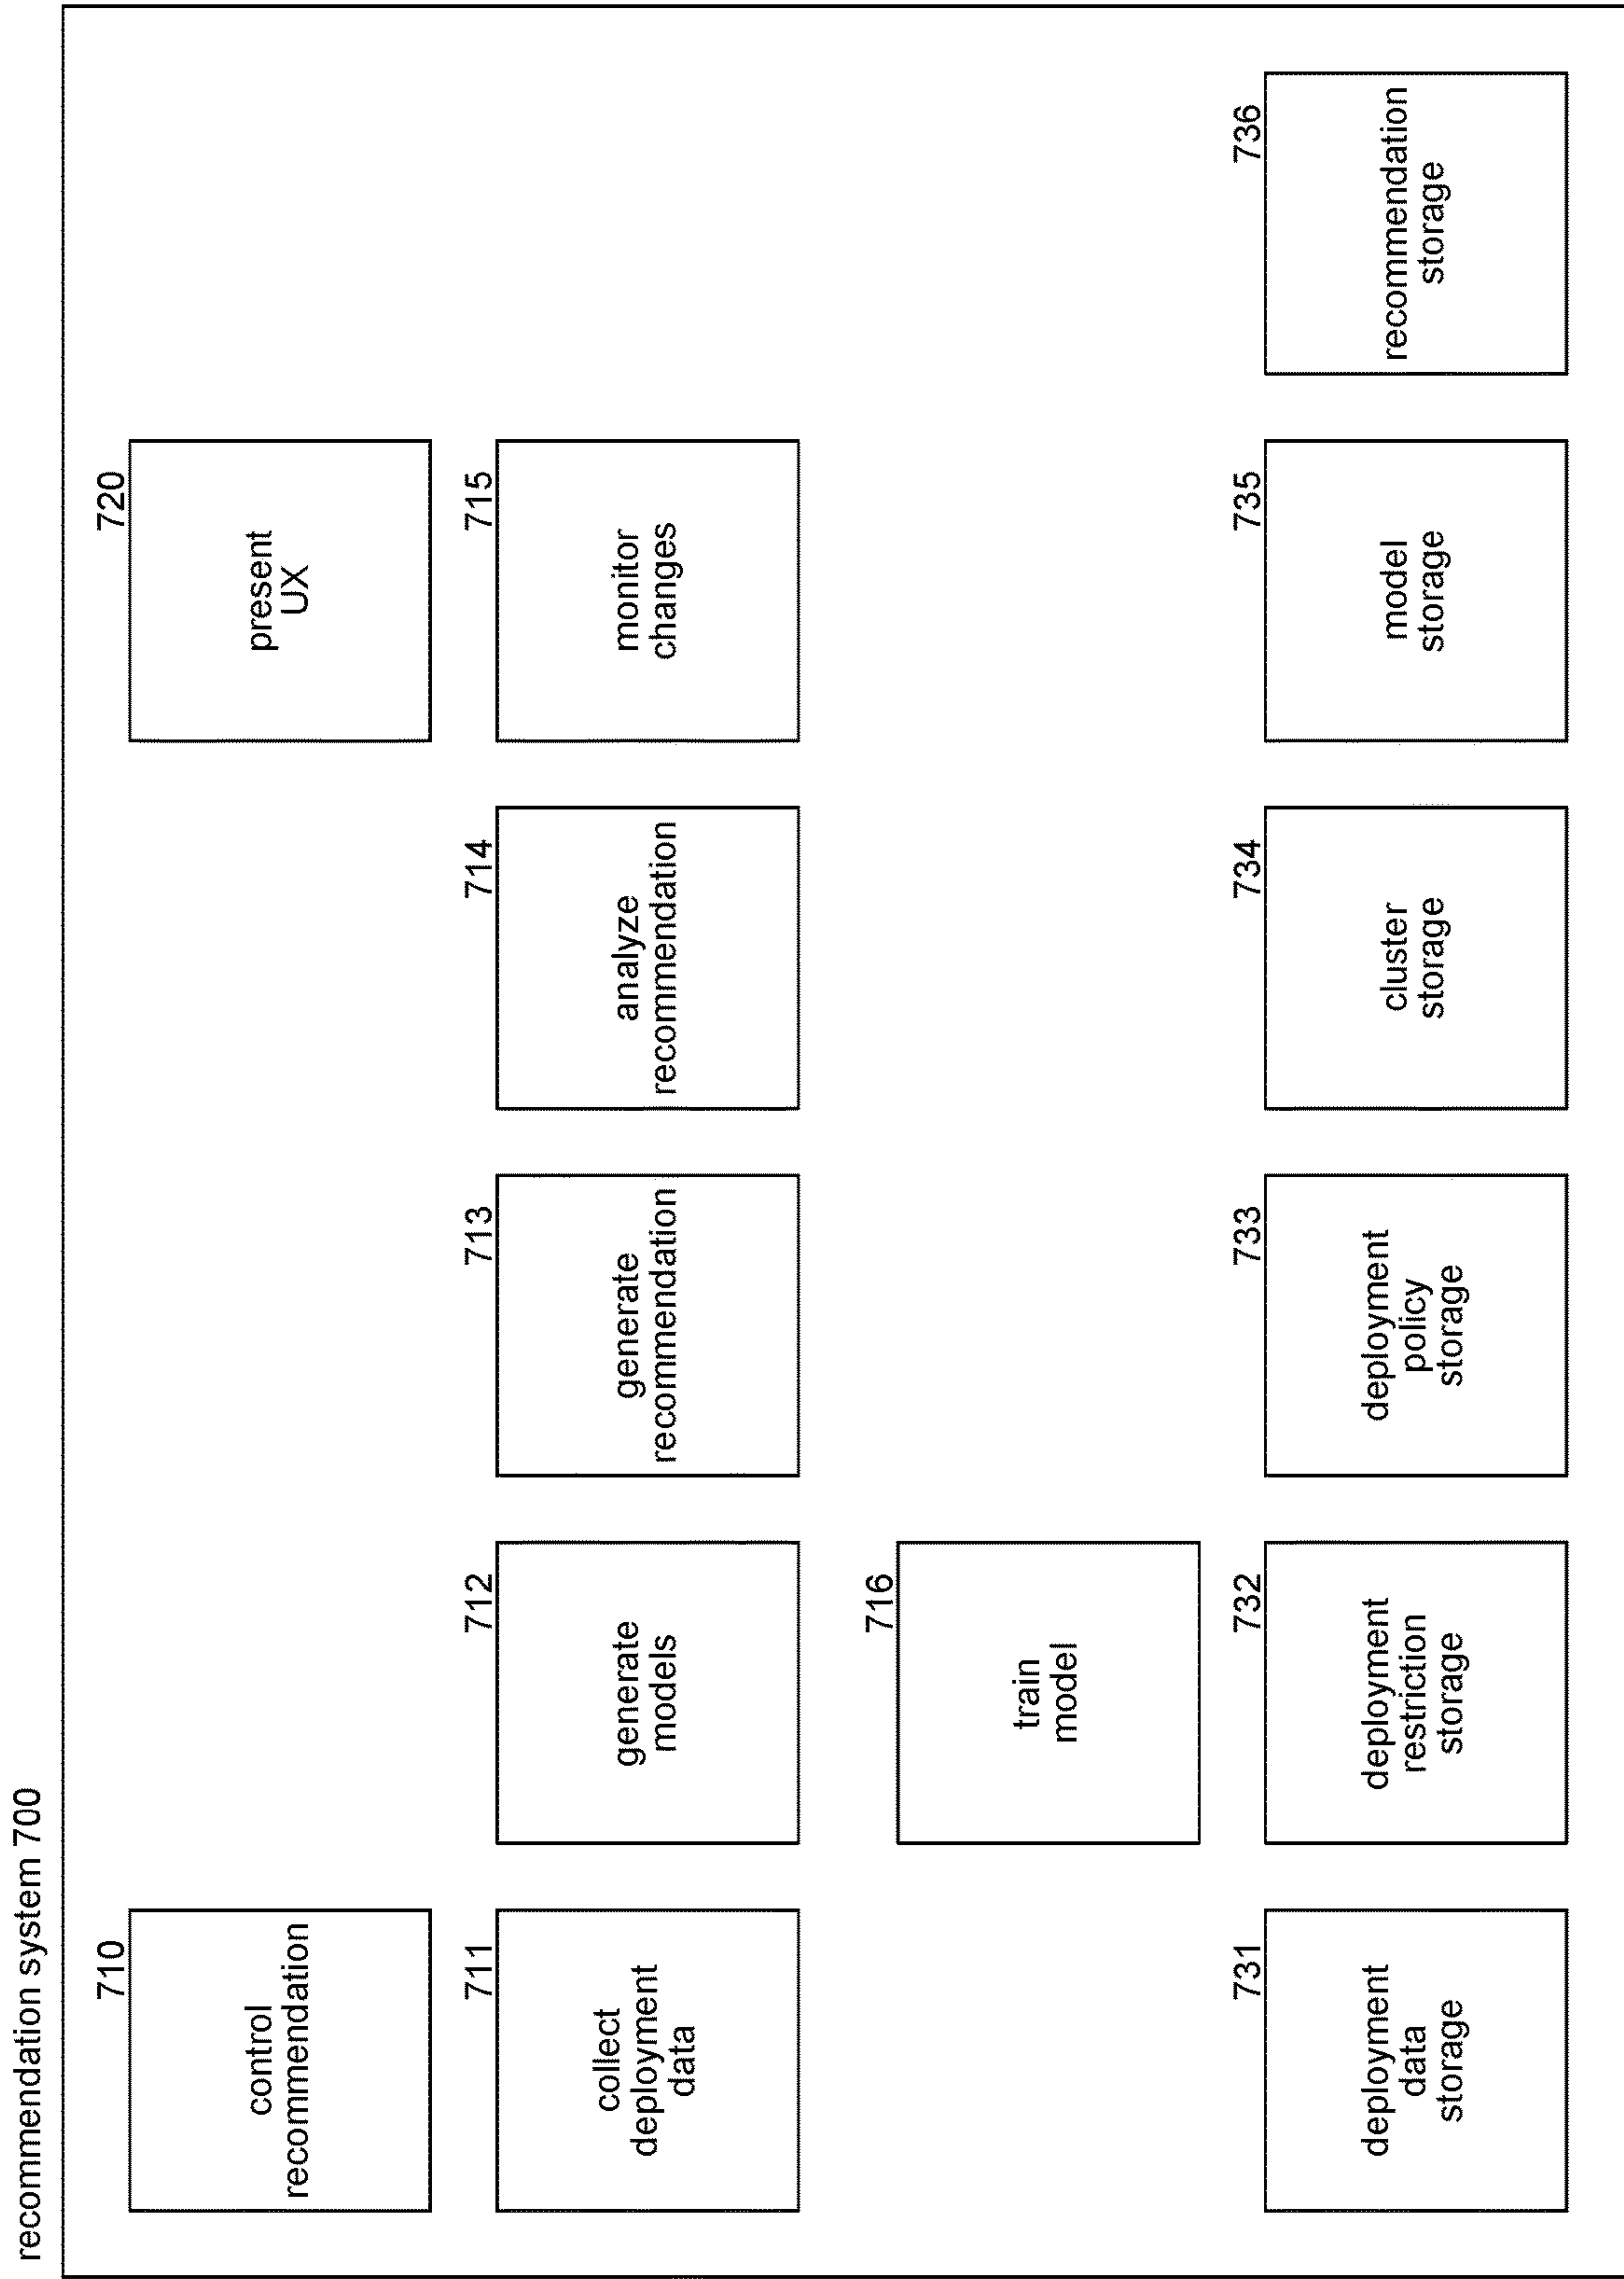 recommendation system 700
710
control
recommendation
720
present
UX
711
collect
deployment
data
712
generate
models
713
generate
recommendation
714
analyze
recommendation
715
monitor
changes
716
train
model
731
deployment
data
storage
732
deployment
restriction
storage
733
deployment
policy
storage
734
cluster
storage
735
model
storage
736
recommendation
storage